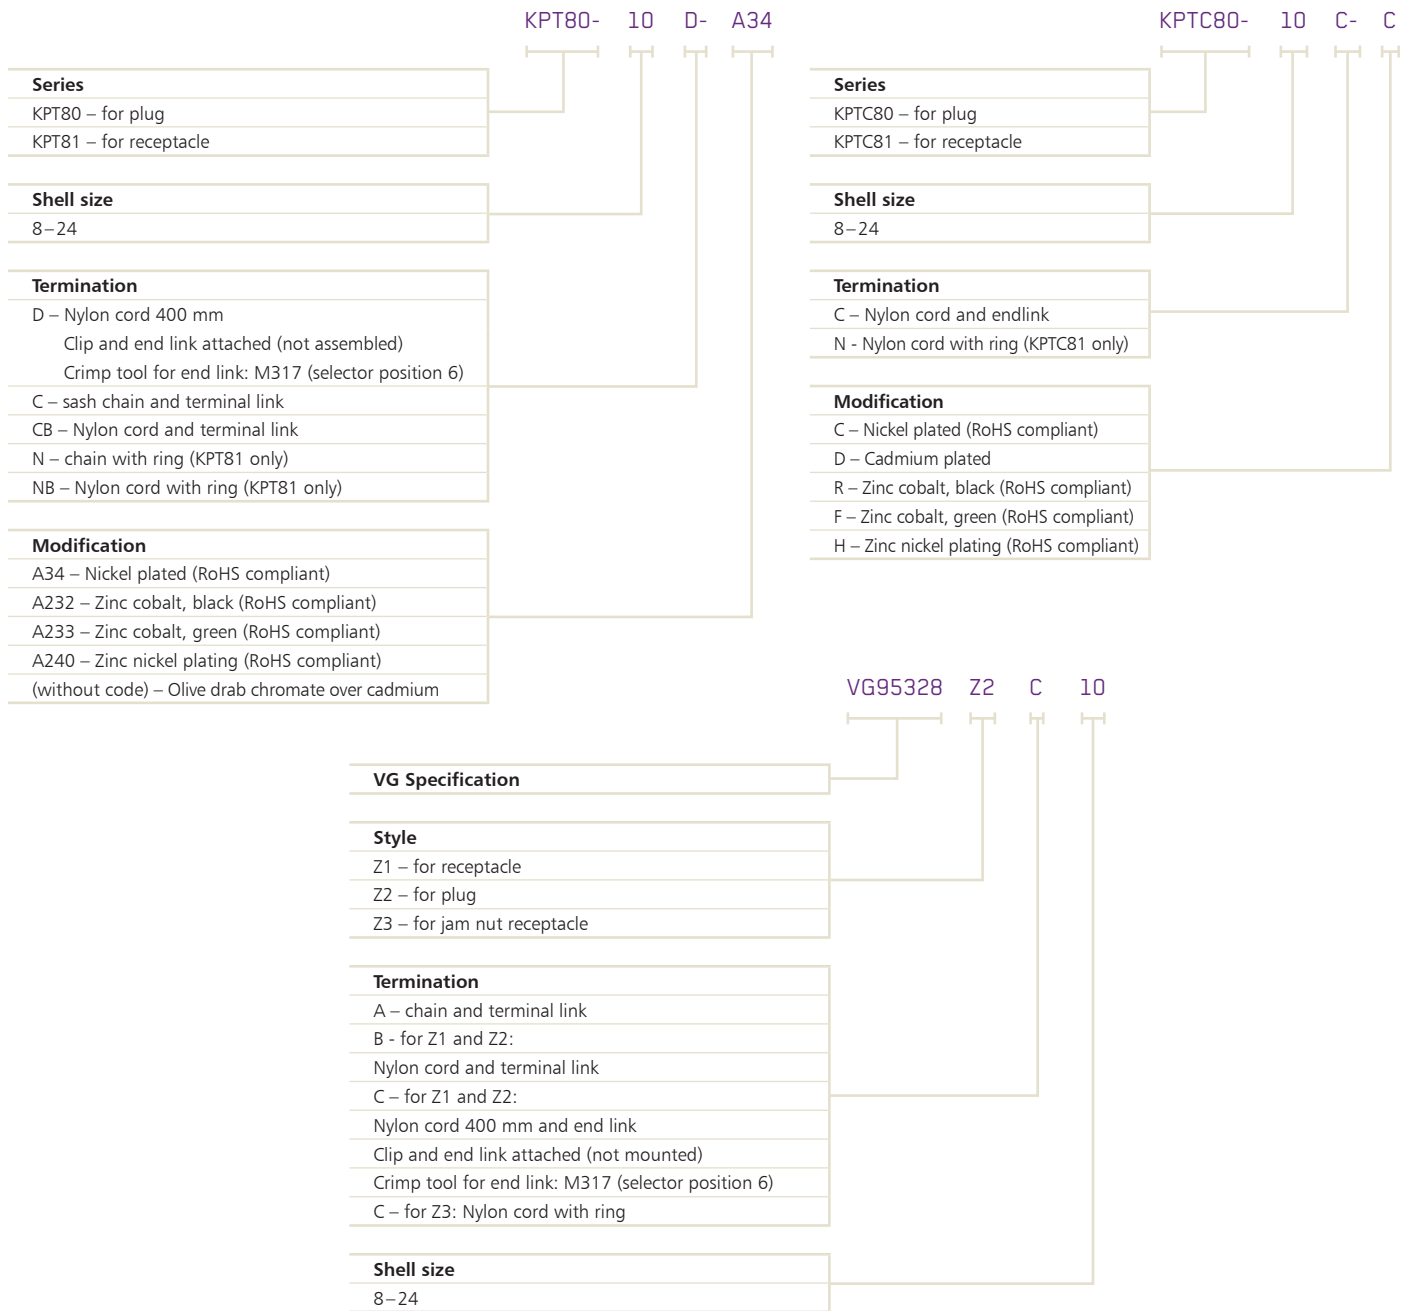 KPT80- 10 D- A34
Series
KPT80 – for plug
KPT81 – for receptacle
Shell size
8–24
Termination
D – Nylon cord 400 mm
Clip and end link attached (not assembled)
Crimp tool for end link: M317 (selector position 6)
C – sash chain and terminal link
CB – Nylon cord and terminal link
N – chain with ring (KPT81 only)
NB – Nylon cord with ring (KPT81 only)
Modification
A34 – Nickel plated (RoHS compliant)
A232 – Zinc cobalt, black (RoHS compliant)
A233 – Zinc cobalt, green (RoHS compliant)
A240 – Zinc nickel plating (RoHS compliant)
(without code) – Olive drab chromate over cadmium
KPTC80- 10 C- C
Series
KPTC80 – for plug
KPTC81 – for receptacle
Shell size
8–24
Termination
C – Nylon cord and endlink
N - Nylon cord with ring (KPTC81 only)
Modification
C – Nickel plated (RoHS compliant)
D – Cadmium plated
R – Zinc cobalt, black (RoHS compliant)
F – Zinc cobalt, green (RoHS compliant)
H – Zinc nickel plating (RoHS compliant)
VG95328 Z2 C 10
VG Specification
Style
Z1 – for receptacle
Z2 – for plug
Z3 – for jam nut receptacle
Termination
A – chain and terminal link
B - for Z1 and Z2:
Nylon cord and terminal link
C – for Z1 and Z2:
Nylon cord 400 mm and end link
Clip and end link attached (not mounted)
Crimp tool for end link: M317 (selector position 6)
C – for Z3: Nylon cord with ring
Shell size
8–24